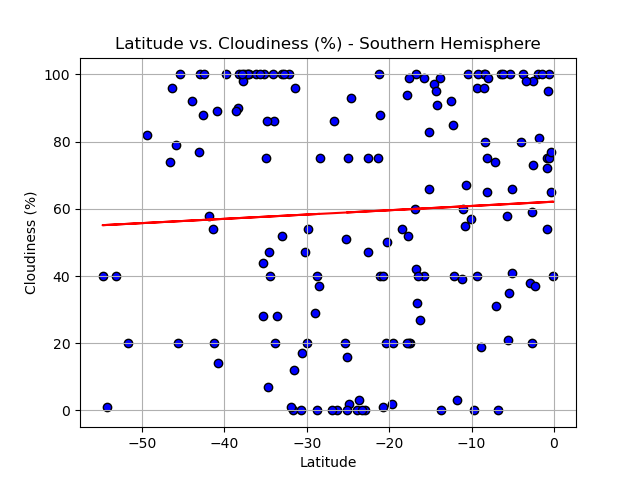 Latitude vs. Cloudiness (%) - Southern Hemisphere
100
80
60
40
20
0
Cloudiness (%)
−50 −40 −30 −20 −10 0
Latitude